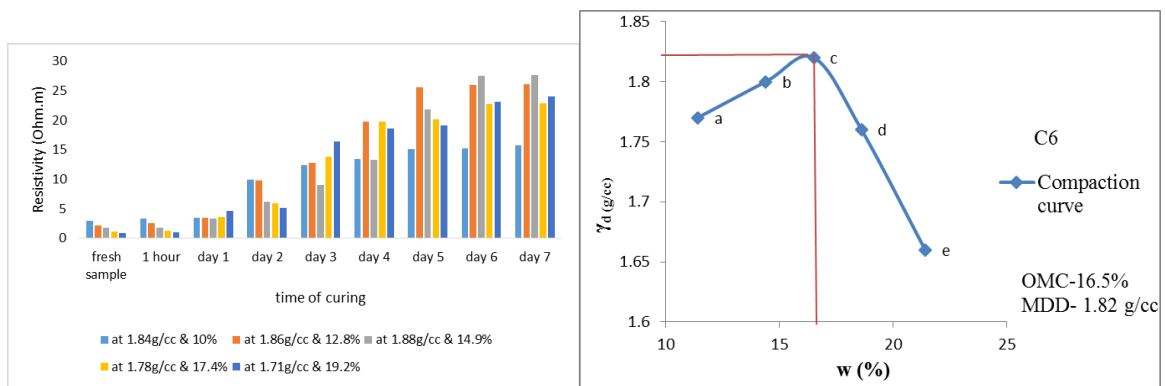 30
25
20
15
10
5
0
Resistivity (Ohm.m)
fresh sample
1 hour
day 1
day 2
day 3
day 4
day 5
day 6
day 7
time of curing
at 1.84g/cc & 10%
at 1.86g/cc & 12.8%
at 1.88g/cc & 14.9%
at 1.78g/cc & 17.4%
at 1.71g/cc & 19.2%
1.85
1.8
1.75
1.7
1.65
1.6
γd (g/cc)
a
b
c
d
e
C6
Compaction
curve
OMC-16.5%
MDD- 1.82 g/cc
10
15
20
25
w (%)